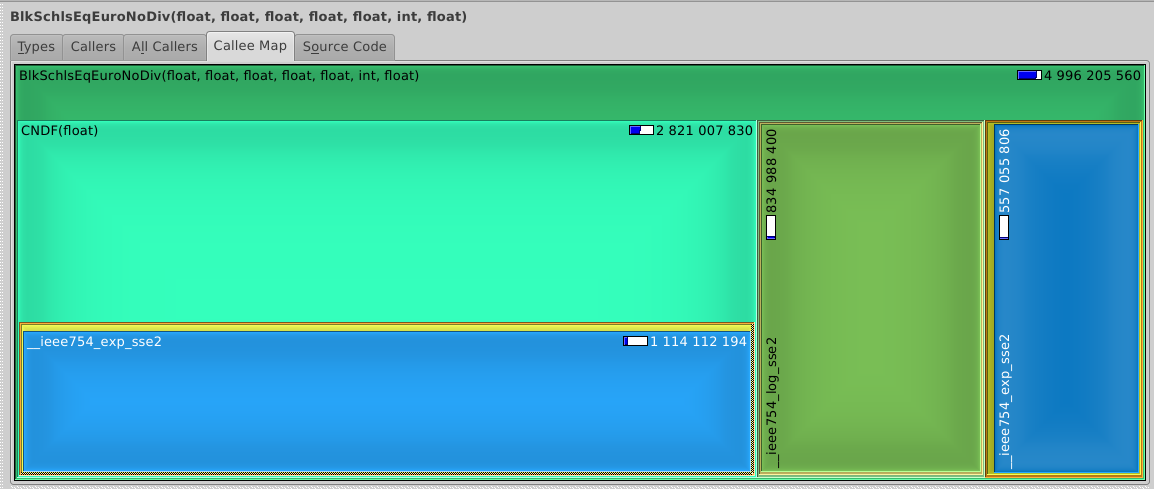 BlkSchlsEqEuroNoDiv(float, float, float, float, float, int, float)
Types Callers All Callers Callee Map Source Code
BlkSchlsEqEuroNoDiv(float, float, float, float, float, int, float) 4 996 205 560
CNDF(float) 2 821 007 830
__ieee754_exp_sse2 1 114 112 194
__ieee754_log_sse2 834 988 400
__ieee754_exp_sse2 557 055 806